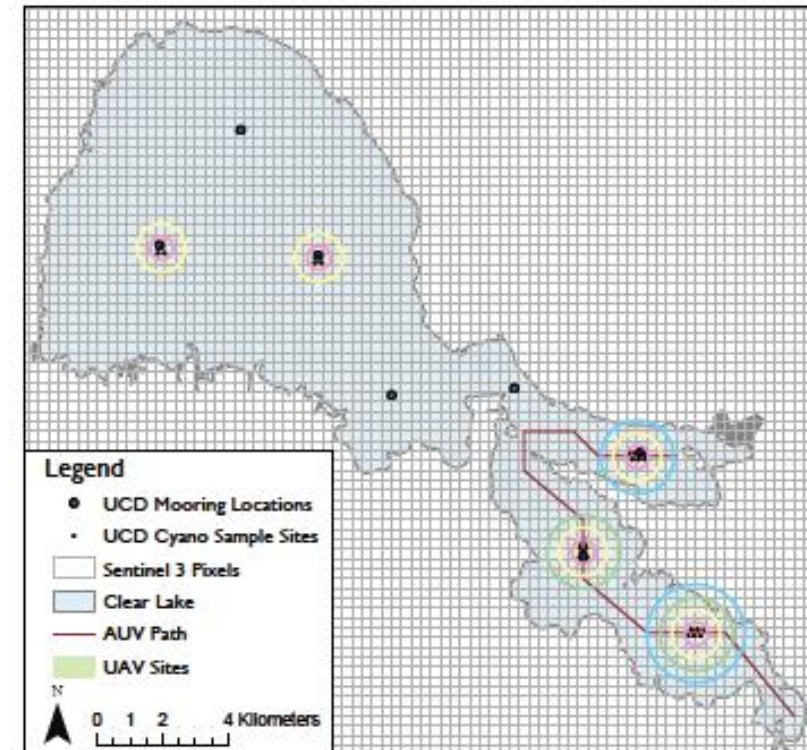 Legend
UCD Mooring Locations
UCD Cyano Sample Sites
Sentinel 3 Pixels
Clear Lake
AUV Path
UAV Sites
N
0 1 2 4 Kilometers